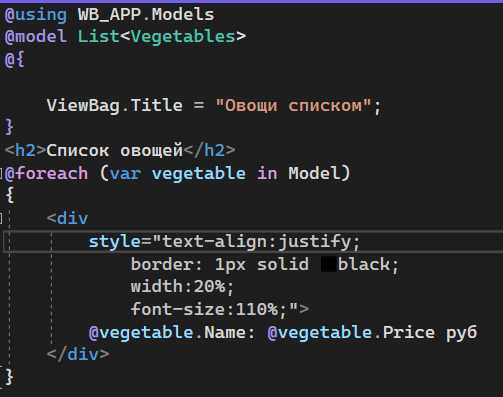 @using WB_APP.Models
@model List<Vegetables>
@{
ViewBag.Title = "Овощи списком";
}
<h2>Список овощей</h2>
@foreach (var vegetable in Model)
{
<div
style="text-align:justify;
border: 1px solid black;
width:20%;
font-size:110%;">
@vegetable.Name: @vegetable.Price руб
</div>
}